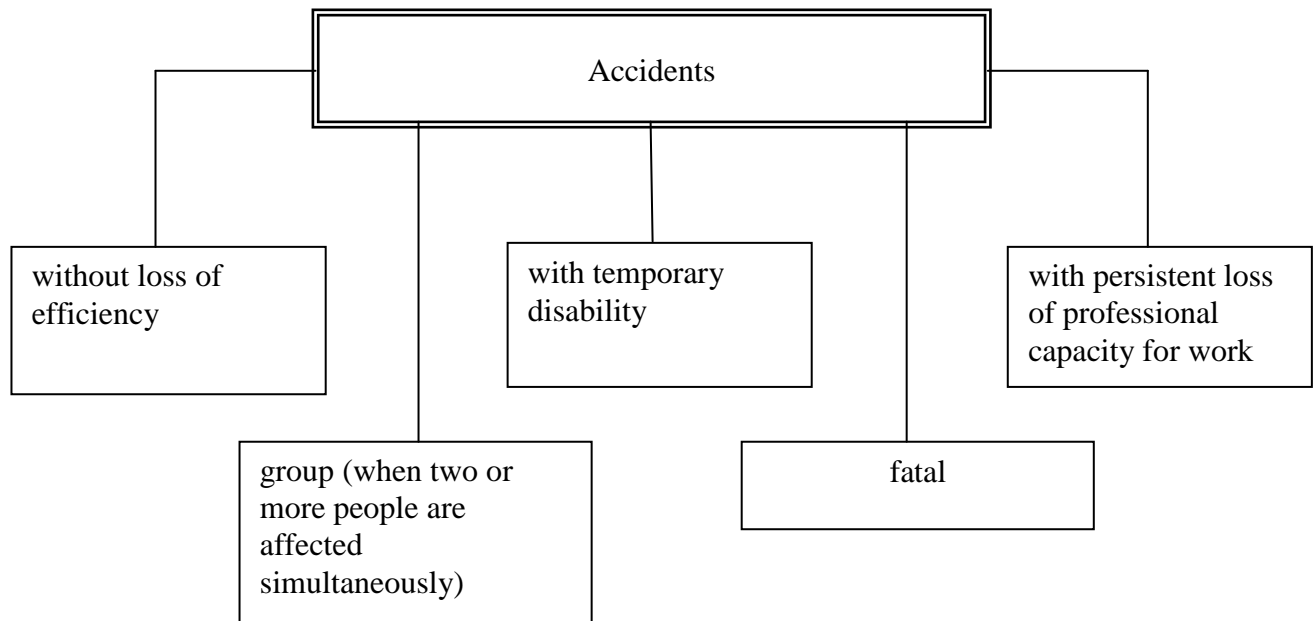 Accidents
without loss of
efficiency
with temporary
disability
with persistent loss
of professional
capacity for work
group (when two or
more people are
affected
simultaneously)
fatal